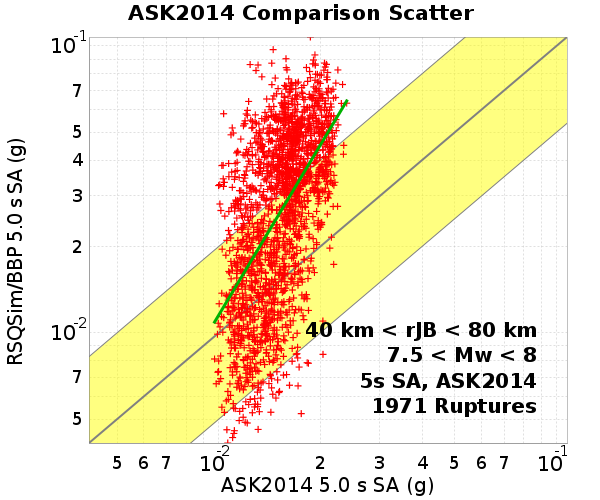 ASK2014 Comparison Scatter
RSQSim/BBP 5.0 s SA (g)
10-1
7
5
4
3
2
10-2
7
5
40 km < rJB < 80 km
7.5 < Mw < 8
5s SA, ASK2014
1971 Ruptures
5 6 7 10-2 2 3 4 5 6 7 10-1
ASK2014 5.0 s SA (g)